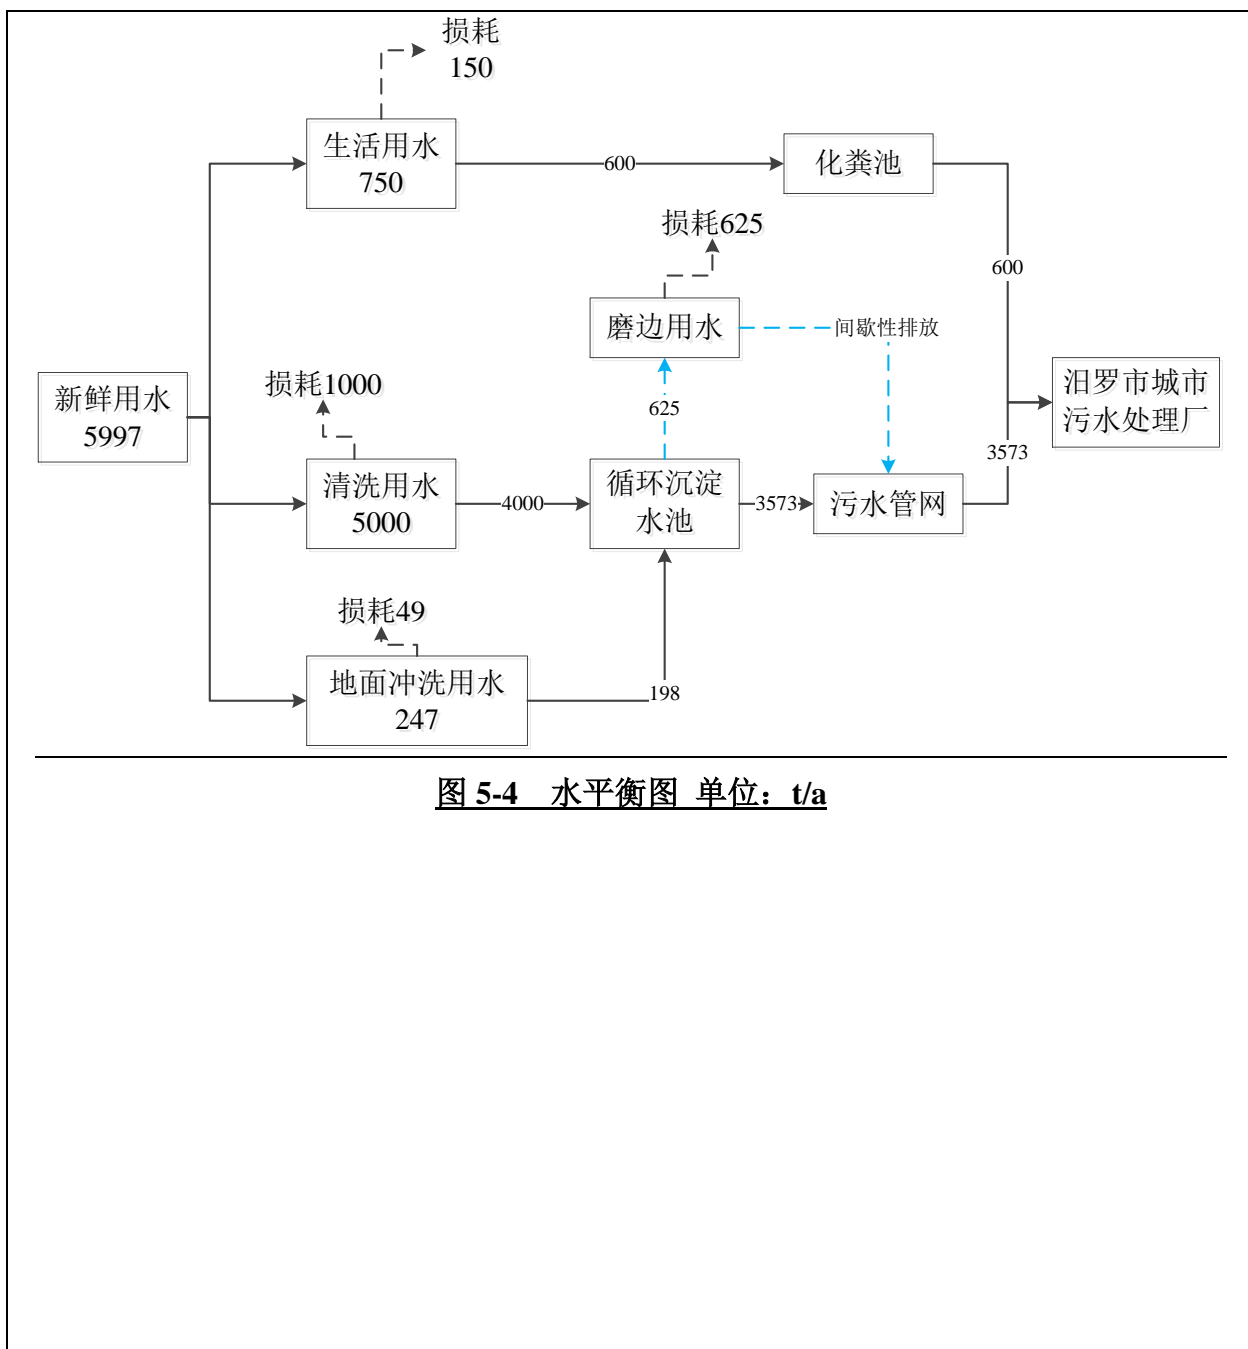 损耗
150
生活用水
750
600
化粪池
损耗625
600
磨边用水
间歇性排放
新鲜用水
5997
损耗1000
625
汨罗市城市
污水处理厂
3573
清洗用水
5000
4000
循环沉淀
水池
3573
污水管网
损耗49
地面冲洗用水
247
198
图 5-4 水平衡图 单位：t/a